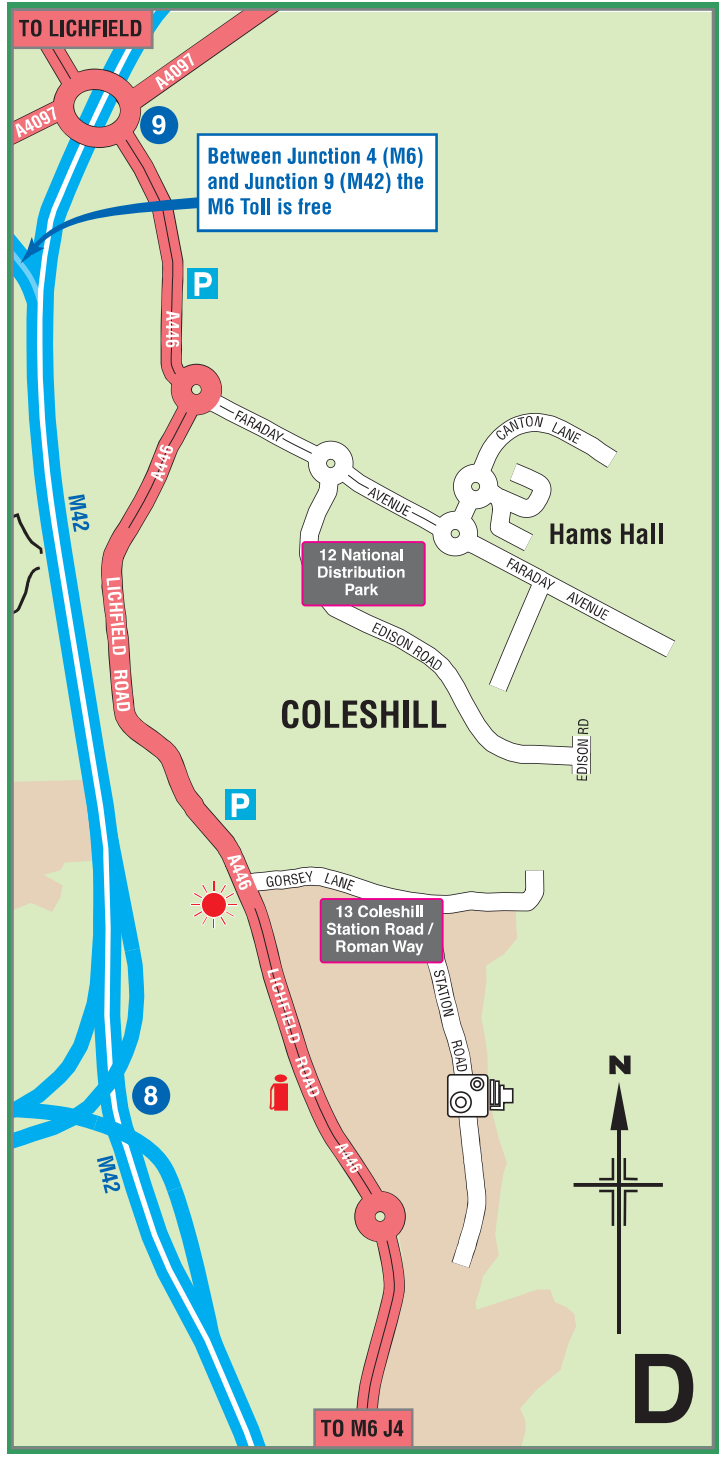 TO LICHFIELD
A4097
A4097
9
Between Junction 4 (M6)
and Junction 9 (M42) the
M6 Toll is free
P
A446
FARADAY
CANTON LANE
A446
AVENUE
M42
Hams Hall
12 National
Distribution
Park
FARADAY AVENUE
LICHFIELD ROAD
EDISON ROAD
COLESHILL
EDISON RD
P
A446
GORSEY LANE
13 Coleshill
Station Road /
Roman Way
LICHFIELD ROAD
STATION ROAD
N
8
M42
A446
D
TO M6 J4